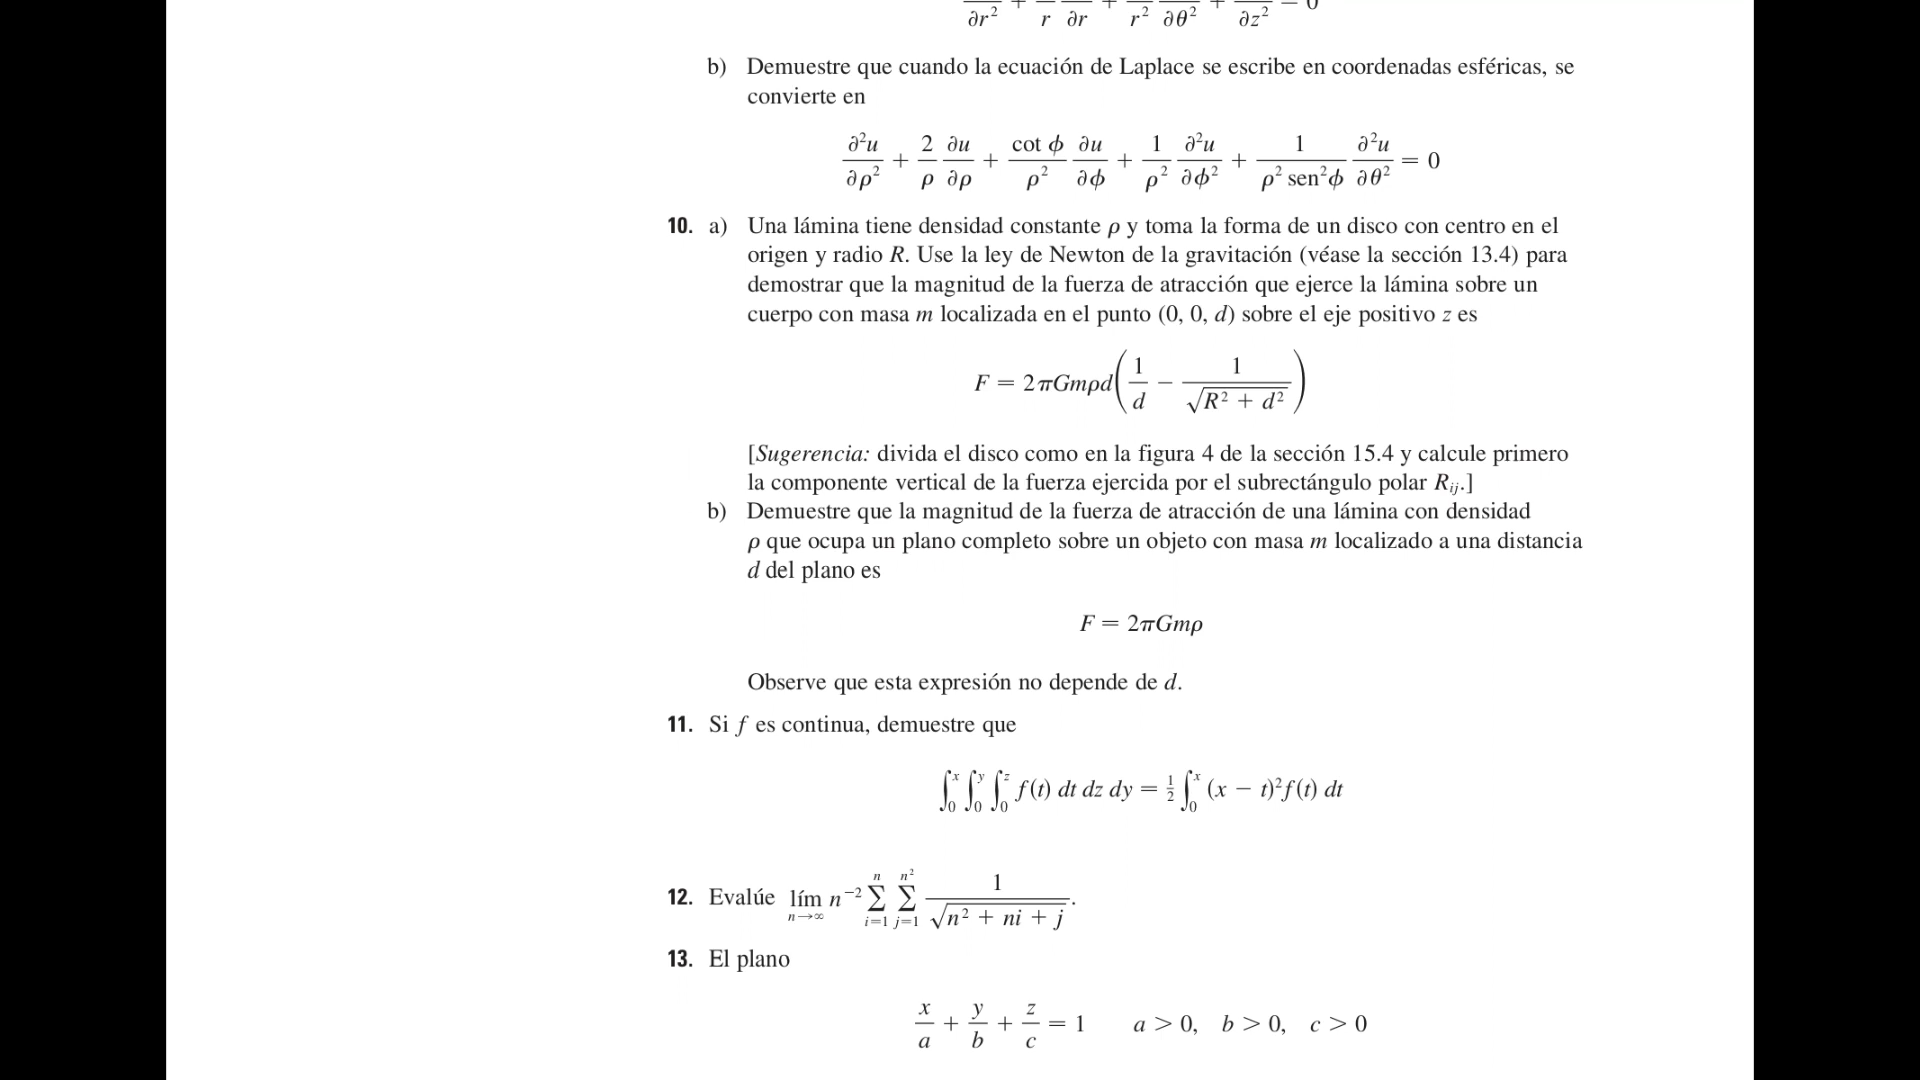 ∂r² + r ∂r + r² ∂θ² + ∂z² = 0
b) Demuestre que cuando la ecuación de Laplace se escribe en coordenadas esféricas, se
convierte en
∂²u/∂ρ² + 2/ρ ∂u/∂ρ + cot ϕ/ρ² ∂u/∂ϕ + 1/ρ² ∂²u/∂ϕ² + 1/(ρ² sen²ϕ) ∂²u/∂θ² = 0
10. a) Una lámina tiene densidad constante ρ y toma la forma de un disco con centro en el
origen y radio R. Use la ley de Newton de la gravitación (véase la sección 13.4) para
demostrar que la magnitud de la fuerza de atracción que ejerce la lámina sobre un
cuerpo con masa m localizada en el punto (0, 0, d) sobre el eje positivo z es
F = 2πGmρd(1/d − 1/√(R² + d²))
[Sugerencia: divida el disco como en la figura 4 de la sección 15.4 y calcule primero
la componente vertical de la fuerza ejercida por el subrectángulo polar Rᵢⱼ.]
b) Demuestre que la magnitud de la fuerza de atracción de una lámina con densidad
ρ que ocupa un plano completo sobre un objeto con masa m localizado a una distancia
d del plano es
F = 2πGmρ
Observe que esta expresión no depende de d.
11. Si f es continua, demuestre que
∫₀ˣ ∫₀ʸ ∫₀ᶻ f(t) dt dz dy = ½ ∫₀ˣ (x − t)²f(t) dt
12. Evalúe lím n→∞ n⁻² ∑ i=1 n ∑ j=1 n² 1/√(n² + ni + j).
13. El plano
x/a + y/b + z/c = 1 a > 0, b > 0, c > 0